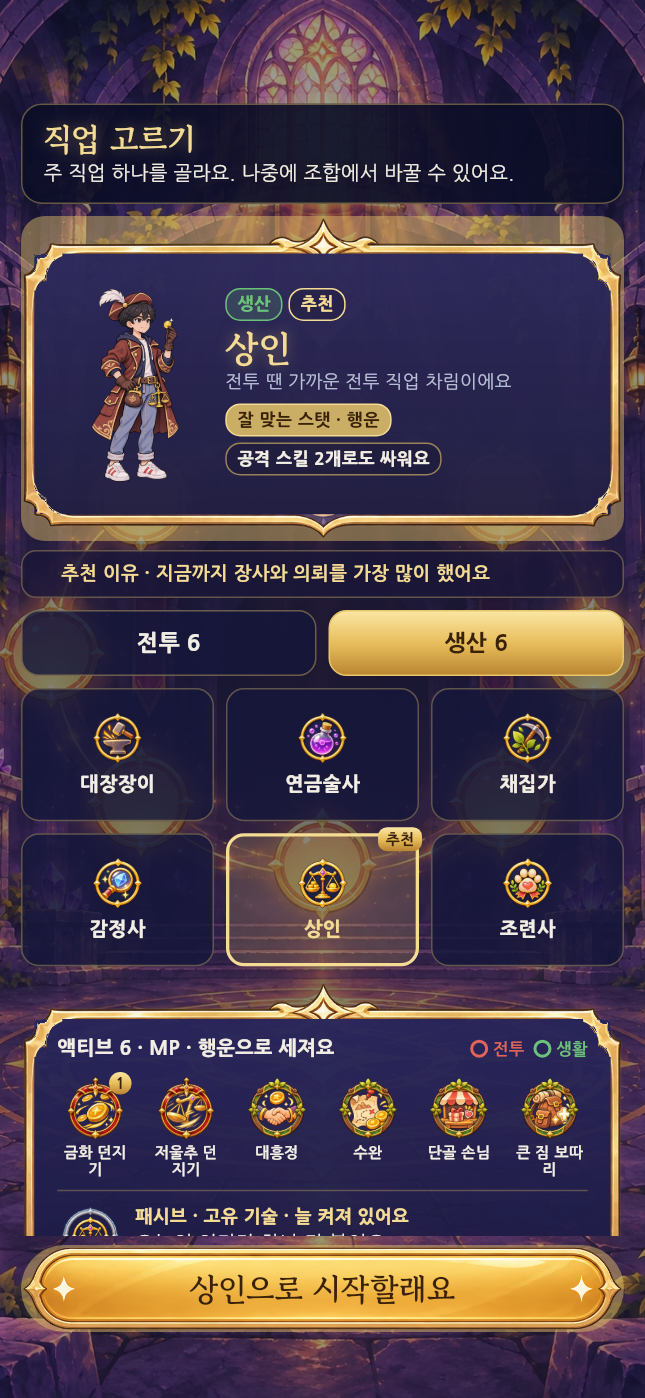 직업 고르기
주 직업 하나를 골라요. 나중에 조합에서 바꿀 수 있어요.
생산 추천
상인
전투 땐 가까운 전투 직업 차림이에요
잘 맞는 스탯 · 행운
공격 스킬 2개로도 싸워요
추천 이유 · 지금까지 장사와 의뢰를 가장 많이 했어요
전투 6 생산 6
대장장이 연금술사 채집가
추천
감정사 상인 조련사
액티브 6 · MP · 행운으로 세져요 전투 생활
1
금화 던지기 저울추 던지기 대흥정 수완 단골 손님 큰 짐 보따리
패시브 · 고유 기술 · 늘 켜져 있어요
상인으로 시작할래요